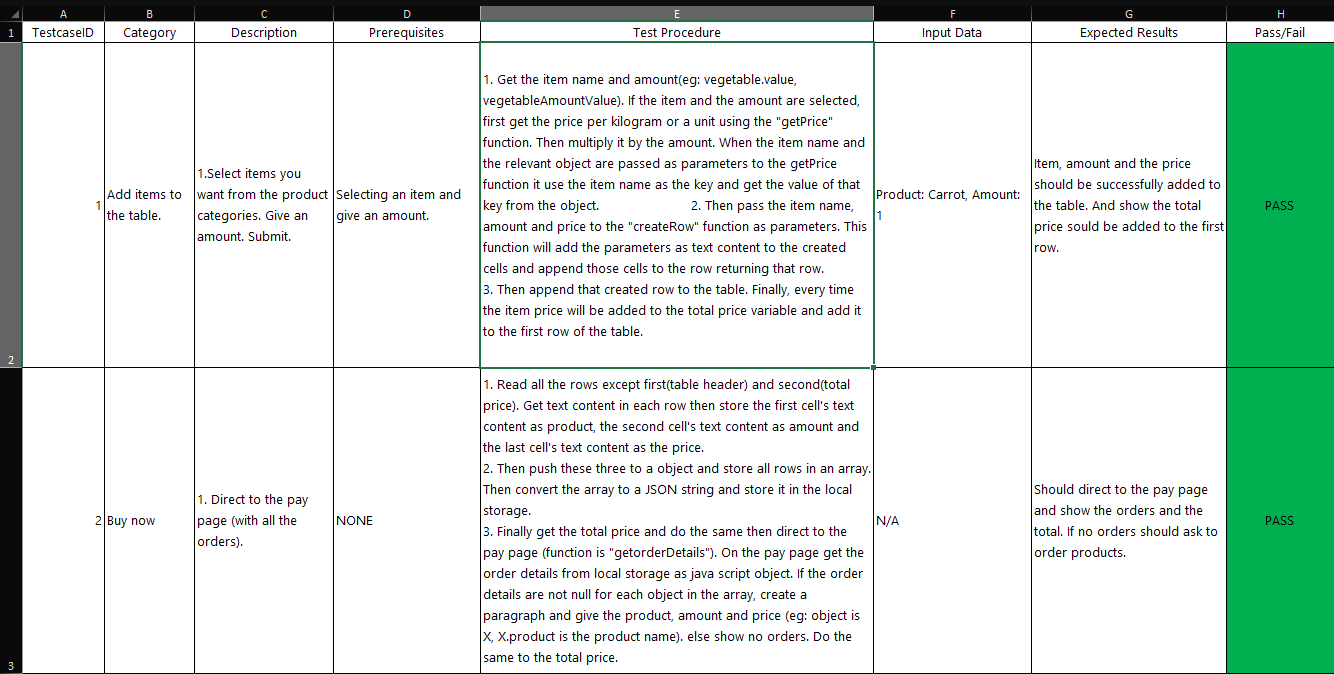 A B C D E F G H
1 TestcaseID Category Description Prerequisites Test Procedure Input Data Expected Results Pass/Fail
2
1
Add items to
the table.
1.Select items you
want from the product
categories. Give an
amount. Submit.
Selecting an item and
give an amount.
1. Get the item name and amount(eg: vegetable.value,
vegetableAmountValue). If the item and the amount are selected,
first get the price per kilogram or a unit using the "getPrice"
function. Then multiply it by the amount. When the item name and
the relevant object are passed as parameters to the getPrice
function it use the item name as the key and get the value of that
key from the object. 2. Then pass the item name,
amount and price to the "createRow" function as parameters. This
function will add the parameters as text content to the created
cells and append those cells to the row returning that row.
3. Then append that created row to the table. Finally, every time
the item price will be added to the total price variable and add it
to the first row of the table.
Product: Carrot, Amount:
1
Item, amount and the price
should be successfully added to
the table. And show the total
price sould be added to the first
row.
PASS
3
2
Buy now
1. Direct to the pay
page (with all the
orders).
NONE
1. Read all the rows except first(table header) and second(total
price). Get text content in each row then store the first cell's text
content as product, the second cell's text content as amount and
the last cell's text content as the price.
2. Then push these three to a object and store all rows in an array.
Then convert the array to a JSON string and store it in the local
storage.
3. Finally get the total price and do the same then direct to the
pay page (function is "getorderDetails"). On the pay page get the
order details from local storage as java script object. If the order
details are not null for each object in the array, create a
paragraph and give the product, amount and price (eg: object is
X, X.product is the product name). else show no orders. Do the
same to the total price.
N/A
Should direct to the pay page
and show the orders and the
total. If no orders should ask to
order products.
PASS